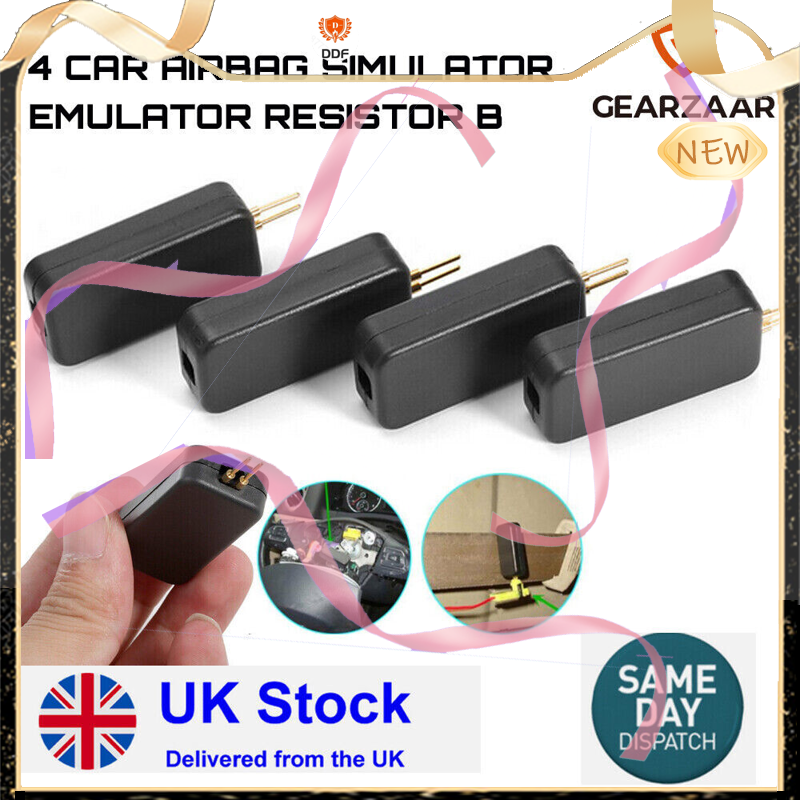 DDF
4 CAR AIRBAG SIMULATOR
EMULATOR RESISTOR B
GEARZAAR
NEW
UK Stock
Delivered from the UK
SAME
DAY
DISPATCH